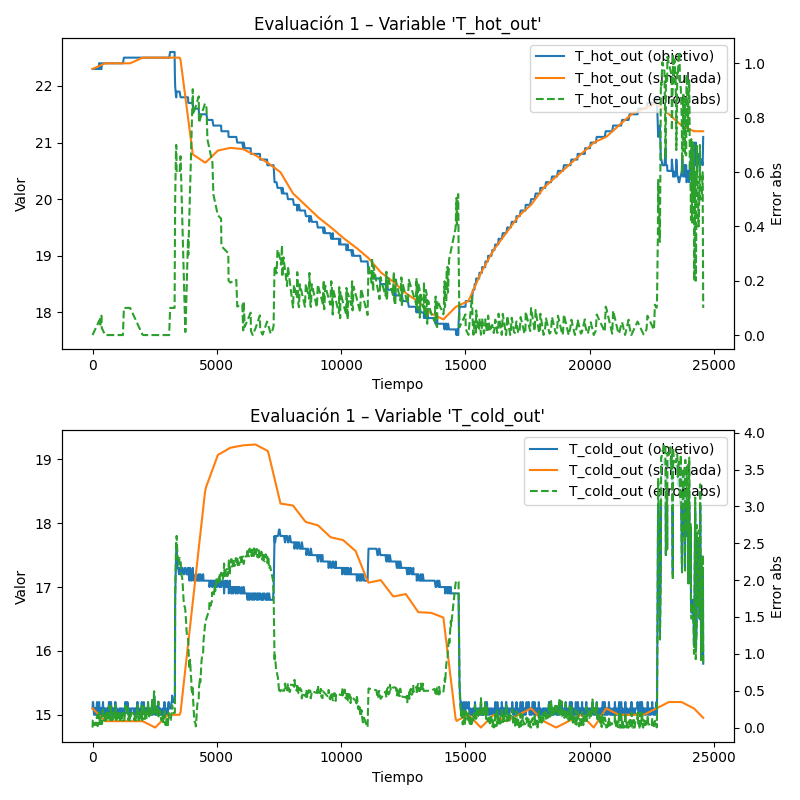 Evaluación 1 – Variable 'T_hot_out'
T_hot_out (objetivo)
T_hot_out (simulada)
T_hot_out (error abs)
22
21
20
19
18
Valor
1.0
0.8
0.6
0.4
0.2
0.0
Error abs
0 5000 10000 15000 20000 25000
Tiempo
Evaluación 1 – Variable 'T_cold_out'
T_cold_out (objetivo)
T_cold_out (simulada)
T_cold_out (error abs)
19
18
17
16
15
Valor
4.0
3.5
3.0
2.5
2.0
1.5
1.0
0.5
0.0
Error abs
0 5000 10000 15000 20000 25000
Tiempo